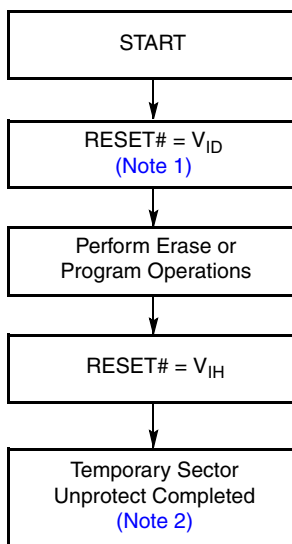 START
RESET# = VID
(Note 1)
Perform Erase or
Program Operations
RESET# = VIH
Temporary Sector
Unprotect Completed
(Note 2)